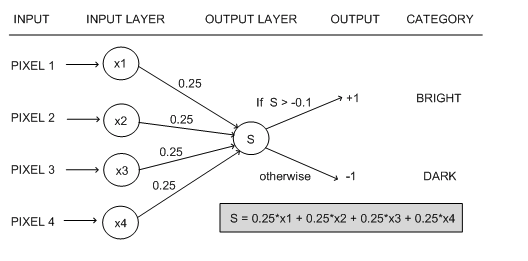 INPUT INPUT LAYER OUTPUT LAYER OUTPUT CATEGORY
PIXEL 1 x1
0.25
If S > -0.1 +1 BRIGHT
PIXEL 2 x2 0.25
S
PIXEL 3 x3 0.25
0.25
otherwise -1 DARK
PIXEL 4 x4
S = 0.25*x1 + 0.25*x2 + 0.25*x3 + 0.25*x4